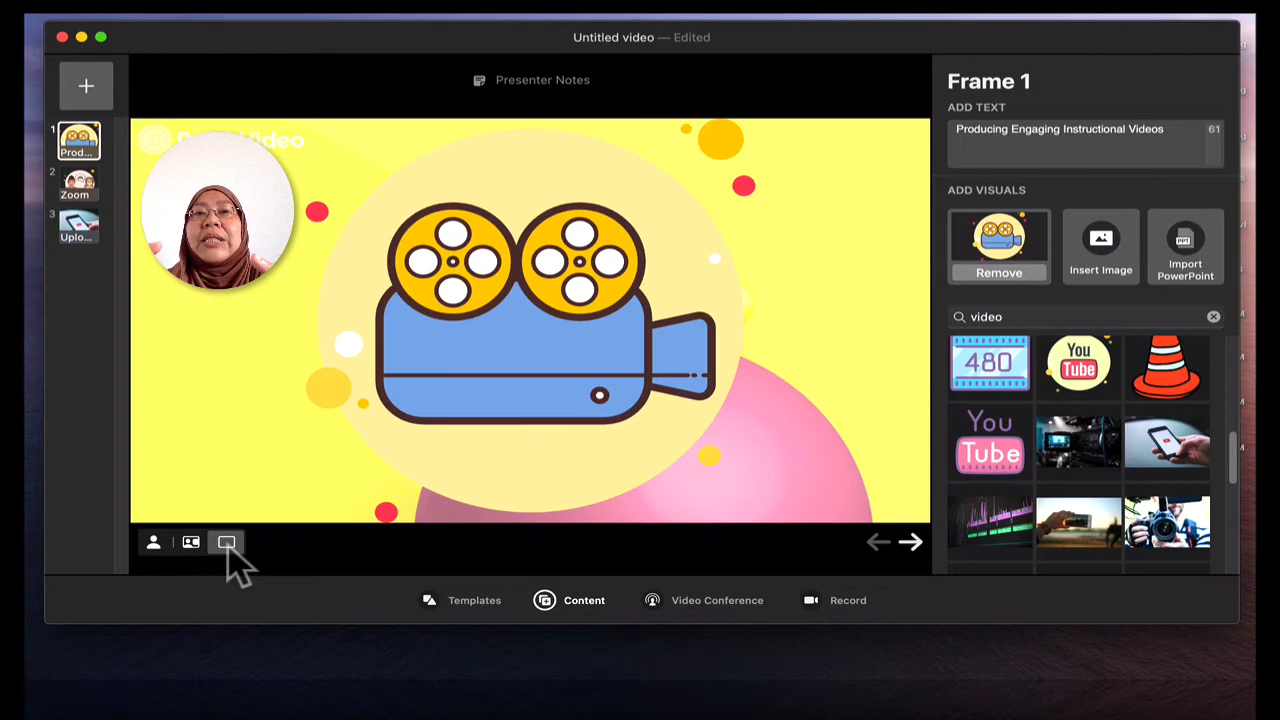 Untitled video — Edited
Presenter Notes
1
Prod...
2
Zoom
3
Uplo...
Video
Frame 1
ADD TEXT
Producing Engaging Instructional Videos
61
ADD VISUALS
Remove
Insert Image
PPT
Import
PowerPoint
video
480
You
Tube
You
Tube
Templates
Content
Video Conference
Record